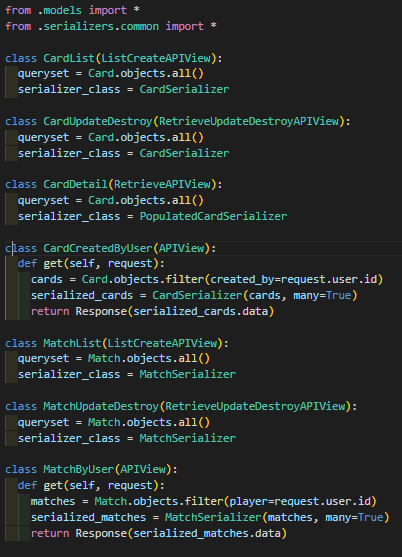 from .models import *
from .serializers.common import *
class CardList(ListCreateAPIView):
queryset = Card.objects.all()
serializer_class = CardSerializer
class CardUpdateDestroy(RetrieveUpdateDestroyAPIView):
queryset = Card.objects.all()
serializer_class = CardSerializer
class CardDetail(RetrieveAPIView):
queryset = Card.objects.all()
serializer_class = PopulatedCardSerializer
class CardCreatedByUser(APIView):
def get(self, request):
cards = Card.objects.filter(created_by=request.user.id)
serialized_cards = CardSerializer(cards, many=True)
return Response(serialized_cards.data)
class MatchList(ListCreateAPIView):
queryset = Match.objects.all()
serializer_class = MatchSerializer
class MatchUpdateDestroy(RetrieveUpdateDestroyAPIView):
queryset = Match.objects.all()
serializer_class = MatchSerializer
class MatchByUser(APIView):
def get(self, request):
matches = Match.objects.filter(player=request.user.id)
serialized_matches = MatchSerializer(matches, many=True)
return Response(serialized_matches.data)